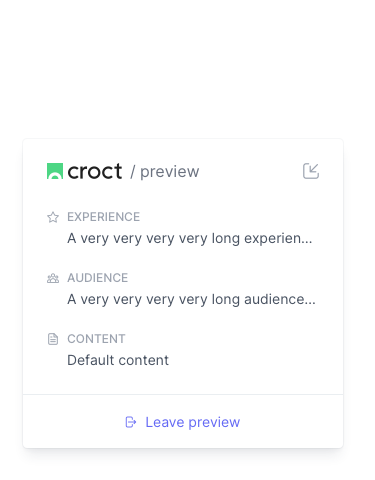 croct / preview
EXPERIENCE
A very very very very long experien...
AUDIENCE
A very very very very long audience...
CONTENT
Default content
Leave preview